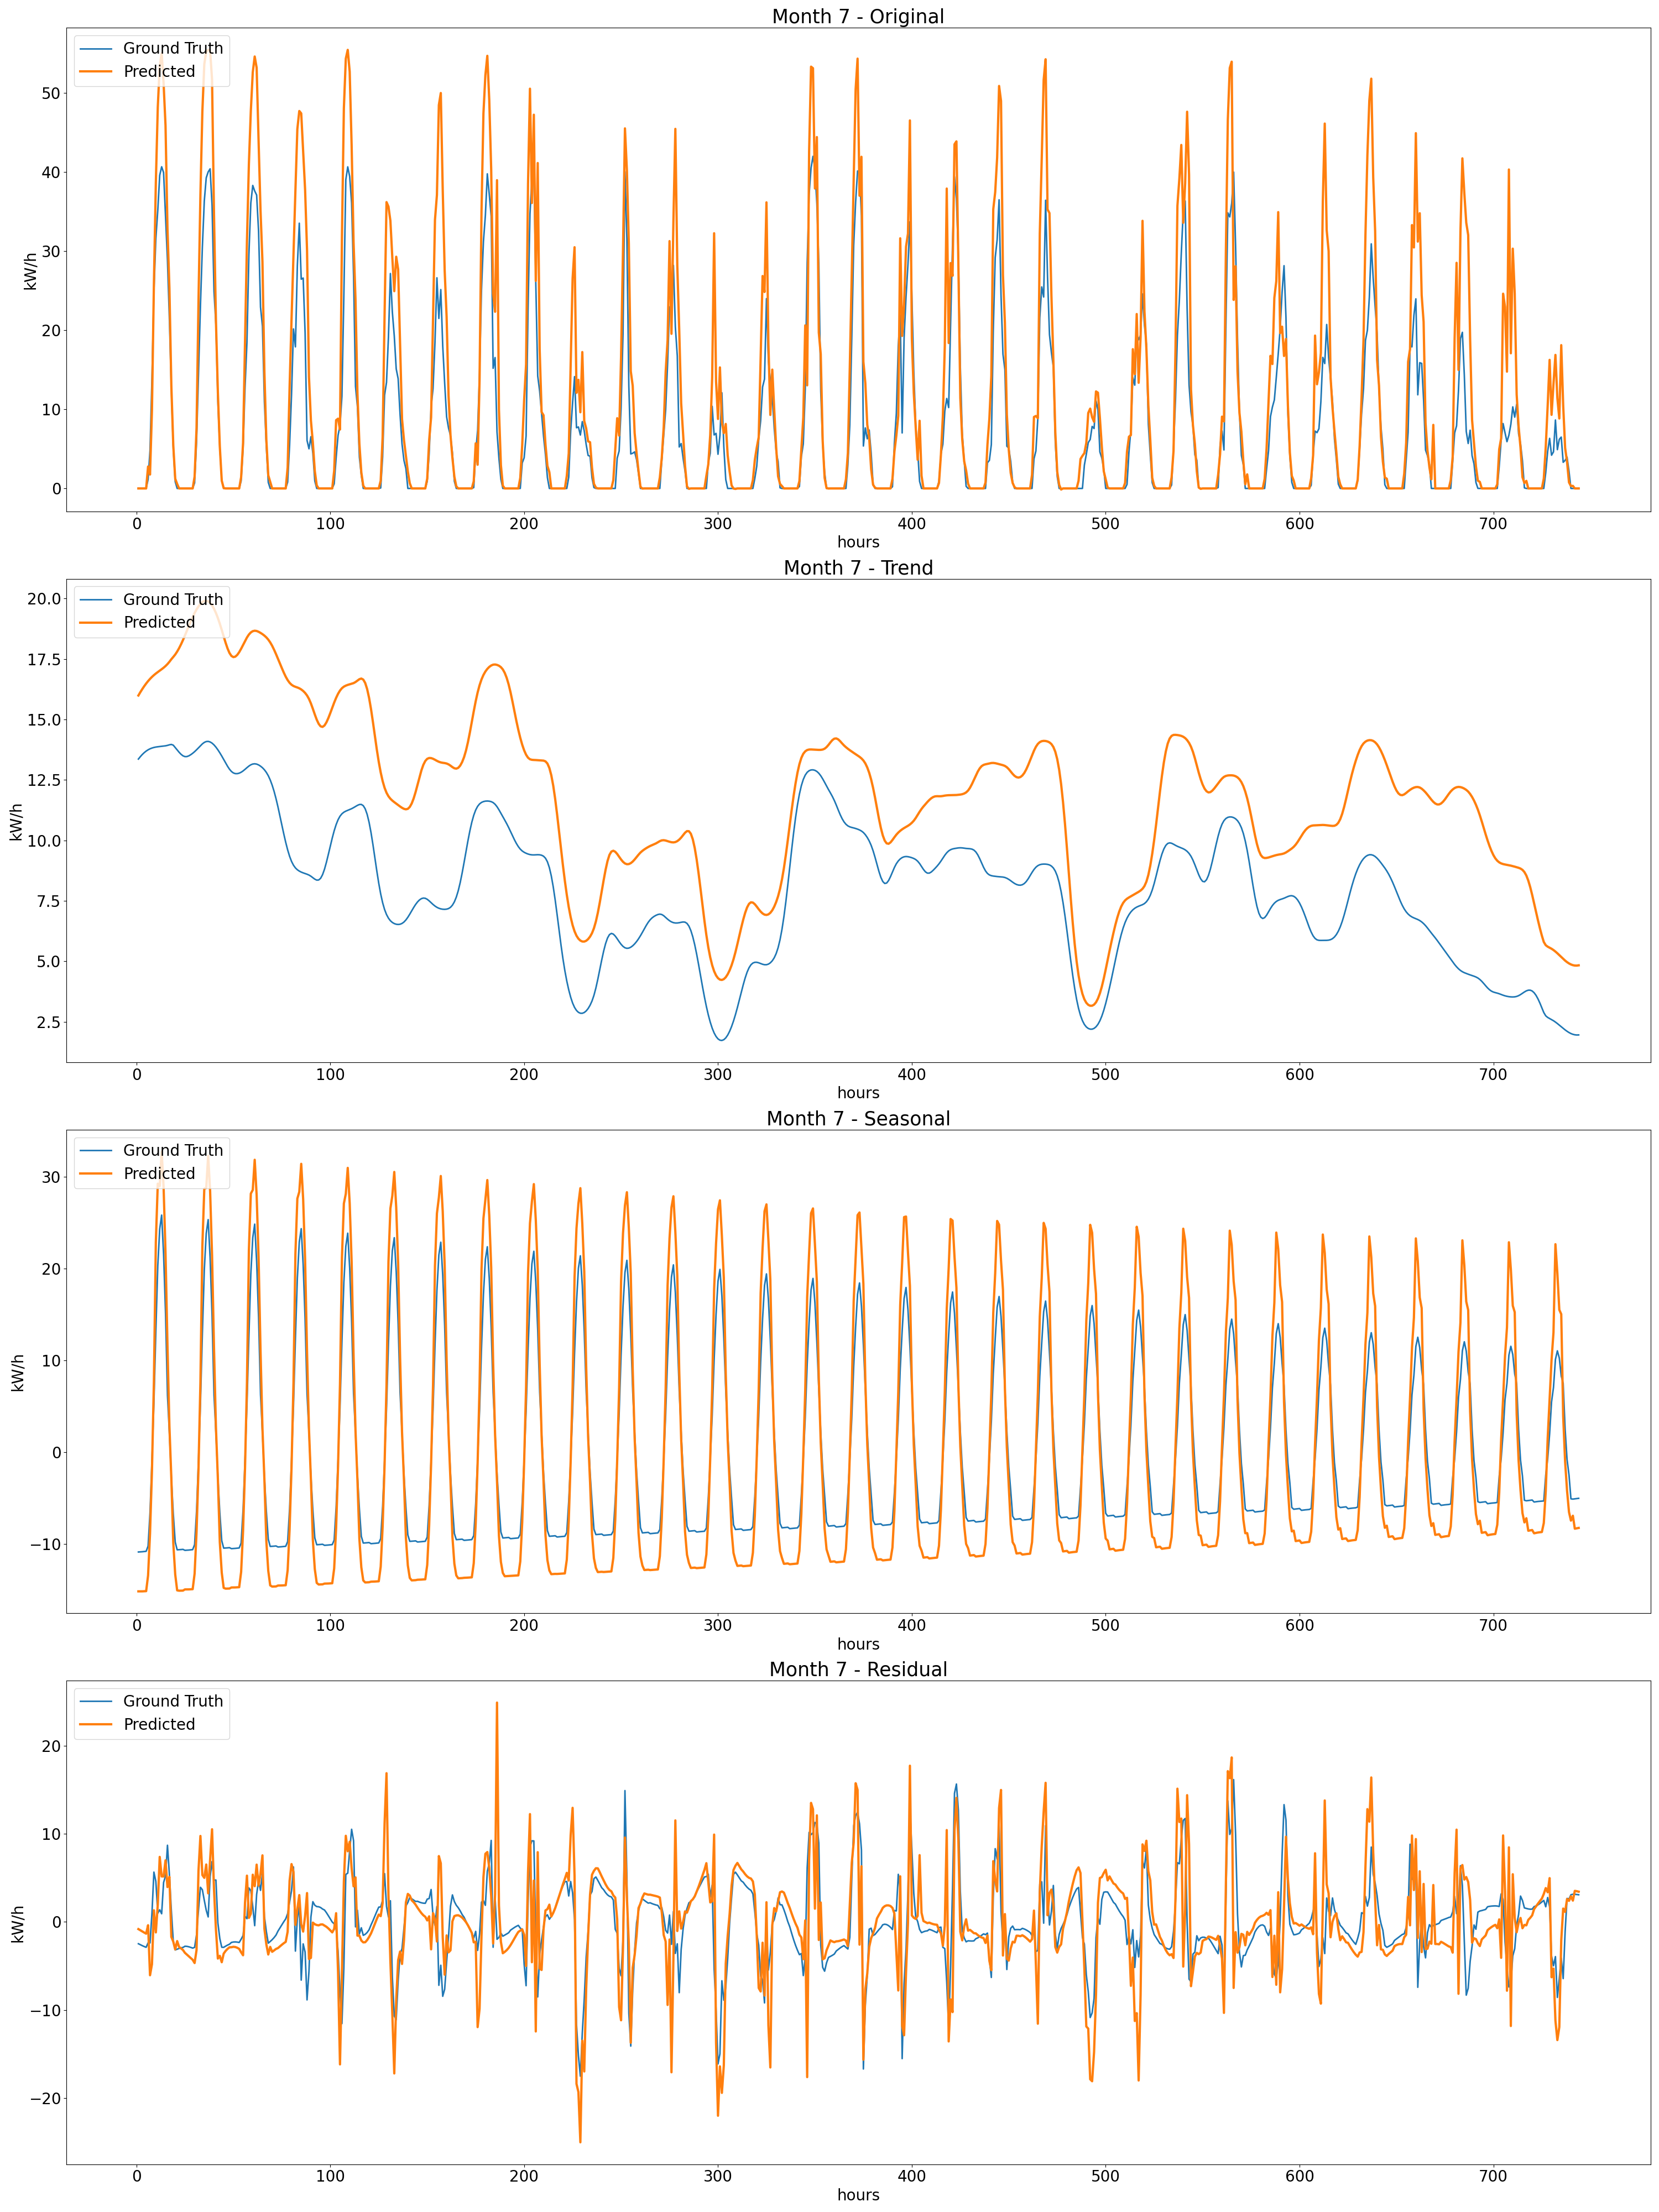 Month 7 - Original
Ground Truth
Predicted
kW/h
50
40
30
20
10
0
0 100 200 300 400 500 600 700
hours
Month 7 - Trend
Ground Truth
Predicted
kW/h
20.0
17.5
15.0
12.5
10.0
7.5
5.0
2.5
0 100 200 300 400 500 600 700
hours
Month 7 - Seasonal
Ground Truth
Predicted
kW/h
30
20
10
0
−10
0 100 200 300 400 500 600 700
hours
Month 7 - Residual
Ground Truth
Predicted
kW/h
20
10
0
−10
−20
0 100 200 300 400 500 600 700
hours